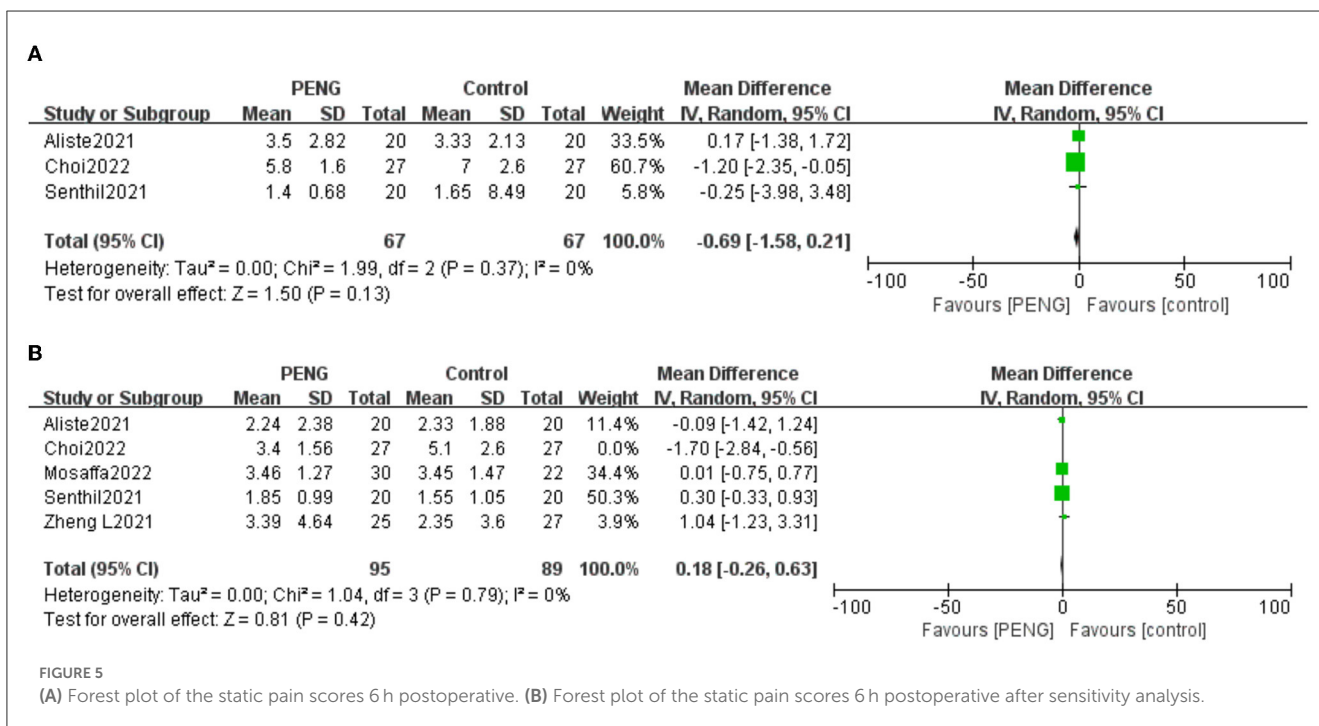 A
PENG Control Mean Difference Mean Difference
Study or Subgroup Mean SD Total Mean SD Total Weight IV, Random, 95% CI IV, Random, 95% CI
Aliste2021 3.5 2.82 20 3.33 2.13 20 33.5% 0.17 [-1.38, 1.72]
Choi2022 5.8 1.6 27 7 2.6 27 60.7% -1.20 [-2.35, -0.05]
Senthil2021 1.4 0.68 20 1.65 8.49 20 5.8% -0.25 [-3.98, 3.48]
Total (95% CI) 67 67 100.0% -0.69 [-1.58, 0.21]
Heterogeneity: Tau² = 0.00; Chi² = 1.99, df = 2 (P = 0.37); I² = 0%
Test for overall effect: Z = 1.50 (P = 0.13)
-100 -50 0 50 100
Favours [PENG] Favours [control]
B
PENG Control Mean Difference Mean Difference
Study or Subgroup Mean SD Total Mean SD Total Weight IV, Random, 95% CI IV, Random, 95% CI
Aliste2021 2.24 2.38 20 2.33 1.88 20 11.4% -0.09 [-1.42, 1.24]
Choi2022 3.4 1.56 27 5.1 2.6 27 0.0% -1.70 [-2.84, -0.56]
Mosaffa2022 3.46 1.27 30 3.45 1.47 22 34.4% 0.01 [-0.75, 0.77]
Senthil2021 1.85 0.99 20 1.55 1.05 20 50.3% 0.30 [-0.33, 0.93]
Zheng L2021 3.39 4.64 25 2.35 3.6 27 3.9% 1.04 [-1.23, 3.31]
Total (95% CI) 95 89 100.0% 0.18 [-0.26, 0.63]
Heterogeneity: Tau² = 0.00; Chi² = 1.04, df = 3 (P = 0.79); I² = 0%
Test for overall effect: Z = 0.81 (P = 0.42)
-100 -50 0 50 100
Favours [PENG] Favours [control]
FIGURE 5
(A) Forest plot of the static pain scores 6 h postoperative. (B) Forest plot of the static pain scores 6 h postoperative after sensitivity analysis.